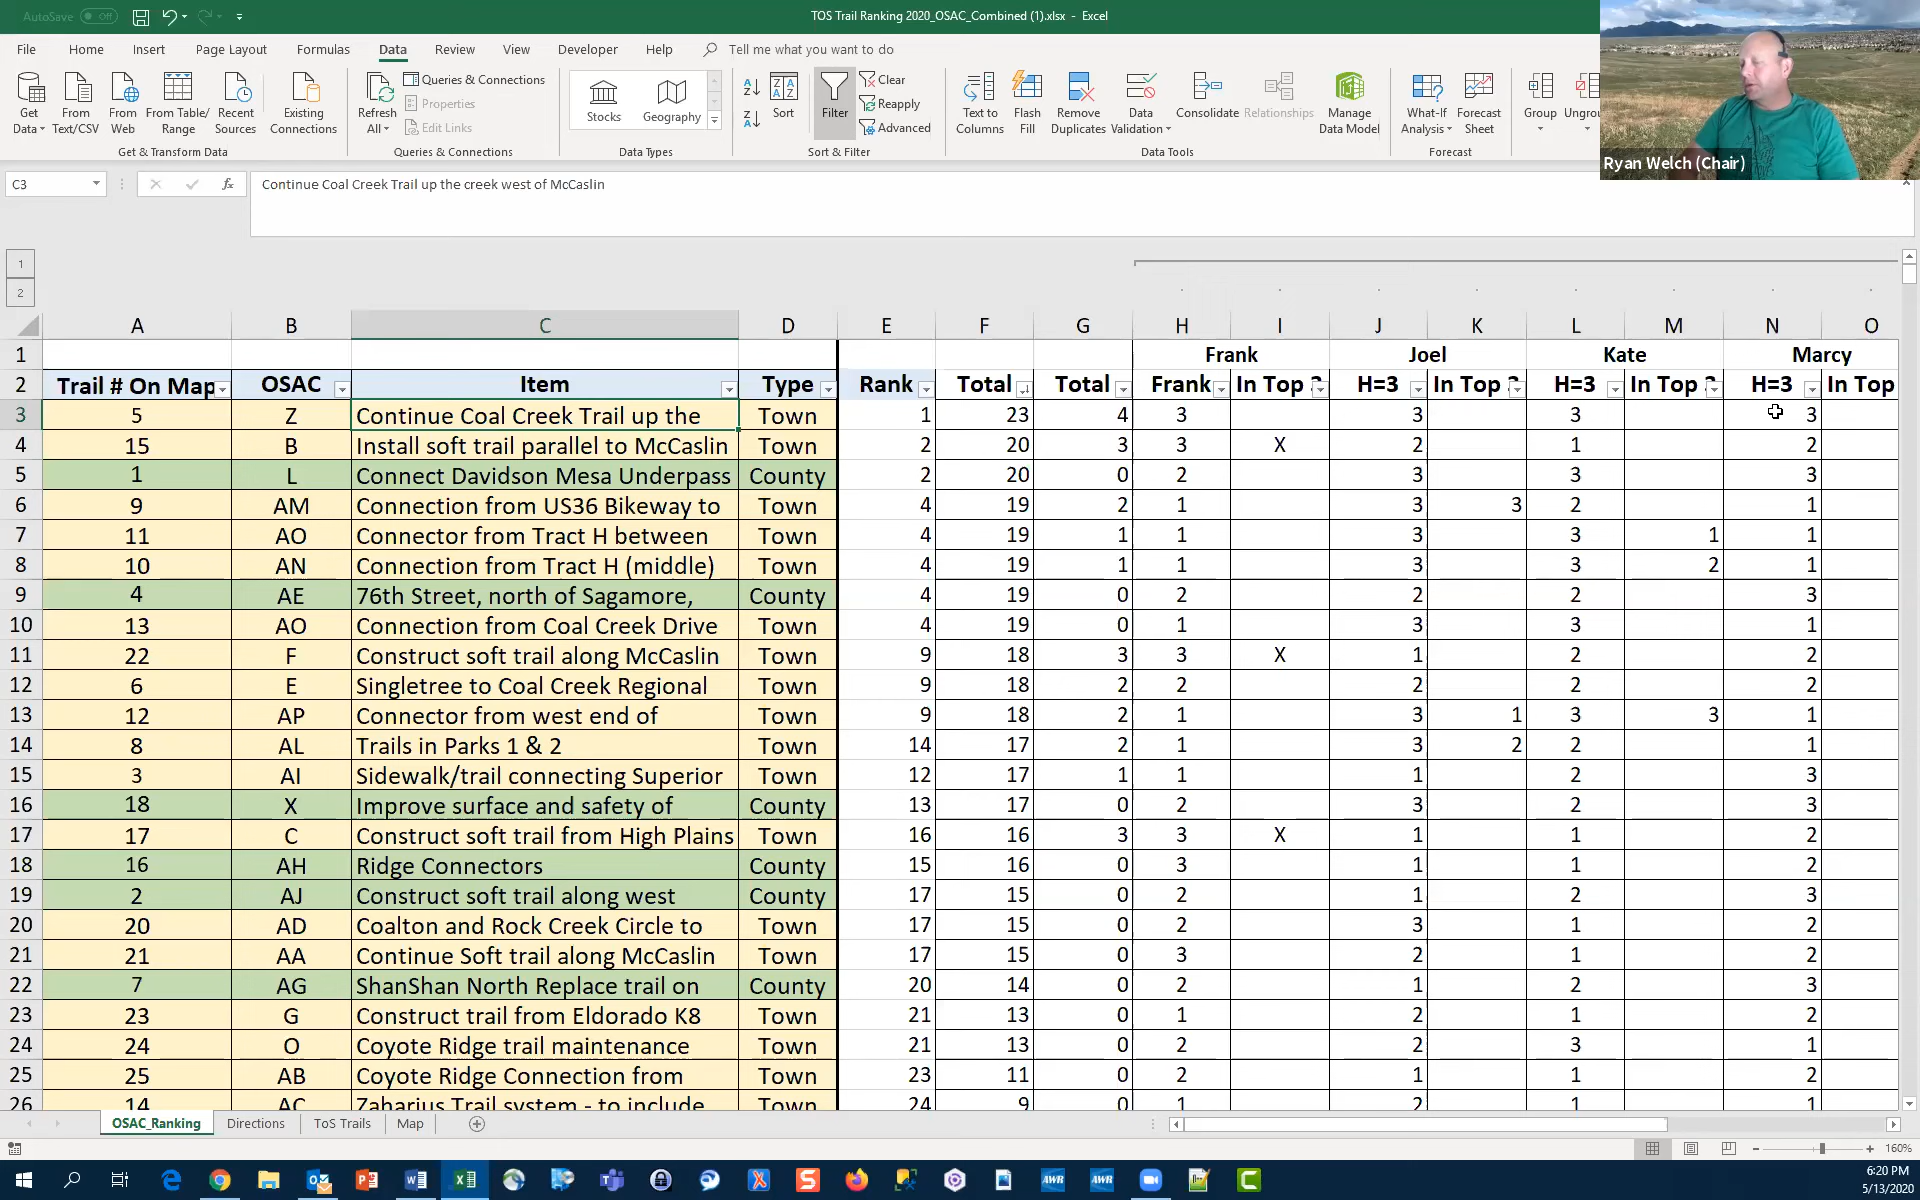 AutoSave Off
TOS Trail Ranking 2020_OSAC_Combined (1).xlsx - Excel
File Home Insert Page Layout Formulas Data Review View Developer Help Tell me what you want to do
Get Data From Text/CSV From Web From Table/ Range Recent Sources Existing Connections
Get & Transform Data
Refresh All Queries & Connections Properties Edit Links
Queries & Connections
Stocks Geography
Data Types
Sort Filter Clear Reapply Advanced
Sort & Filter
Text to Columns Flash Fill Remove Duplicates Data Validation Consolidate Relationships Manage Data Model
Data Tools
What-If Analysis Forecast Sheet
Forecast
Group
Ryan Welch (Chair)
C3 fx Continue Coal Creek Trail up the creek west of McCaslin
1
2
A B C D E F G H I J K L M N O
1 Frank Joel Kate Marcy
2 Trail # On Map OSAC Item Type Rank Total Total Frank In Top H=3 In Top H=3 In Top H=3 In Top
3 5 Z Continue Coal Creek Trail up the Town 1 23 4 3 3 3 3
4 15 B Install soft trail parallel to McCaslin Town 2 20 3 3 X 2 1 2
5 1 L Connect Davidson Mesa Underpass County 2 20 0 2 3 3 3
6 9 AM Connection from US36 Bikeway to Town 4 19 2 1 3 3 2 1
7 11 AO Connector from Tract H between Town 4 19 1 1 3 3 1 1
8 10 AN Connection from Tract H (middle) Town 4 19 1 1 3 3 2 1
9 4 AE 76th Street, north of Sagamore, County 4 19 0 2 2 2 3
10 13 AO Connection from Coal Creek Drive Town 4 19 0 1 3 3 1
11 22 F Construct soft trail along McCaslin Town 9 18 3 3 X 1 2 2
12 6 E Singletree to Coal Creek Regional Town 9 18 2 2 2 2 2
13 12 AP Connector from west end of Town 9 18 2 1 3 1 3 3 1
14 8 AL Trails in Parks 1 & 2 Town 14 17 2 1 3 2 2 1
15 3 AI Sidewalk/trail connecting Superior Town 12 17 1 1 1 2 3
16 18 X Improve surface and safety of County 13 17 0 2 3 2 3
17 17 C Construct soft trail from High Plains Town 16 16 3 3 X 1 1 2
18 16 AH Ridge Connectors County 15 16 0 3 1 1 2
19 2 AJ Construct soft trail along west County 17 15 0 2 1 2 3
20 20 AD Coalton and Rock Creek Circle to Town 17 15 0 2 3 1 2
21 21 AA Continue Soft trail along McCaslin Town 17 15 0 3 2 1 2
22 7 AG ShanShan North Replace trail on County 20 14 0 2 1 2 3
23 23 G Construct trail from Eldorado K8 Town 21 13 0 1 2 1 2
24 24 O Coyote Ridge trail maintenance Town 21 13 0 2 2 3 1
25 25 AB Coyote Ridge Connection from Town 23 11 0 2 1 1 2
26 14 AC Zaharius Trail system - to include Town 24 9 0 1 2 1 1
OSAC_Ranking Directions ToS Trails Map
160%
6:20 PM
5/13/2020